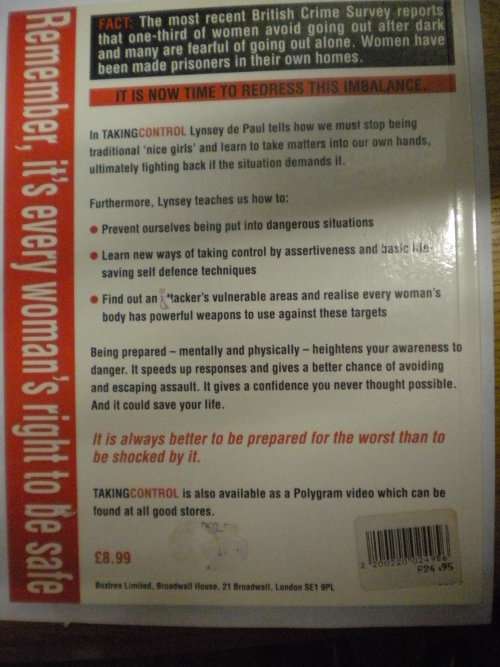 Remember, it's every woman's right to be safe
FACT: The most recent British Crime Survey reports
that one-third of women avoid going out after dark
and many are fearful of going out alone. Women have
been made prisoners in their own homes.
IT IS NOW TIME TO REDRESS THIS IMBALANCE.
In TAKINGCONTROL Lynsey de Paul tells how we must stop being
traditional 'nice girls' and learn to take matters into our own hands,
ultimately fighting back if the situation demands it.
Furthermore, Lynsey teaches us how to:
● Prevent ourselves being put into dangerous situations
● Learn new ways of taking control by assertiveness and basic life-
saving self defence techniques
● Find out an tacker's vulnerable areas and realise every woman's
body has powerful weapons to use against these targets
Being prepared – mentally and physically – heightens your awareness to
danger. It speeds up responses and gives a better chance of avoiding
and escaping assault. It gives a confidence you never thought possible.
And it could save your life.
It is always better to be prepared for the worst than to
be shocked by it.
TAKINGCONTROL is also available as a Polygram video which can be
found at all good stores.
£8.99
Boxtree Limited, Broadwall House, 21 Broadwall, London SE1 9PL
R24.95